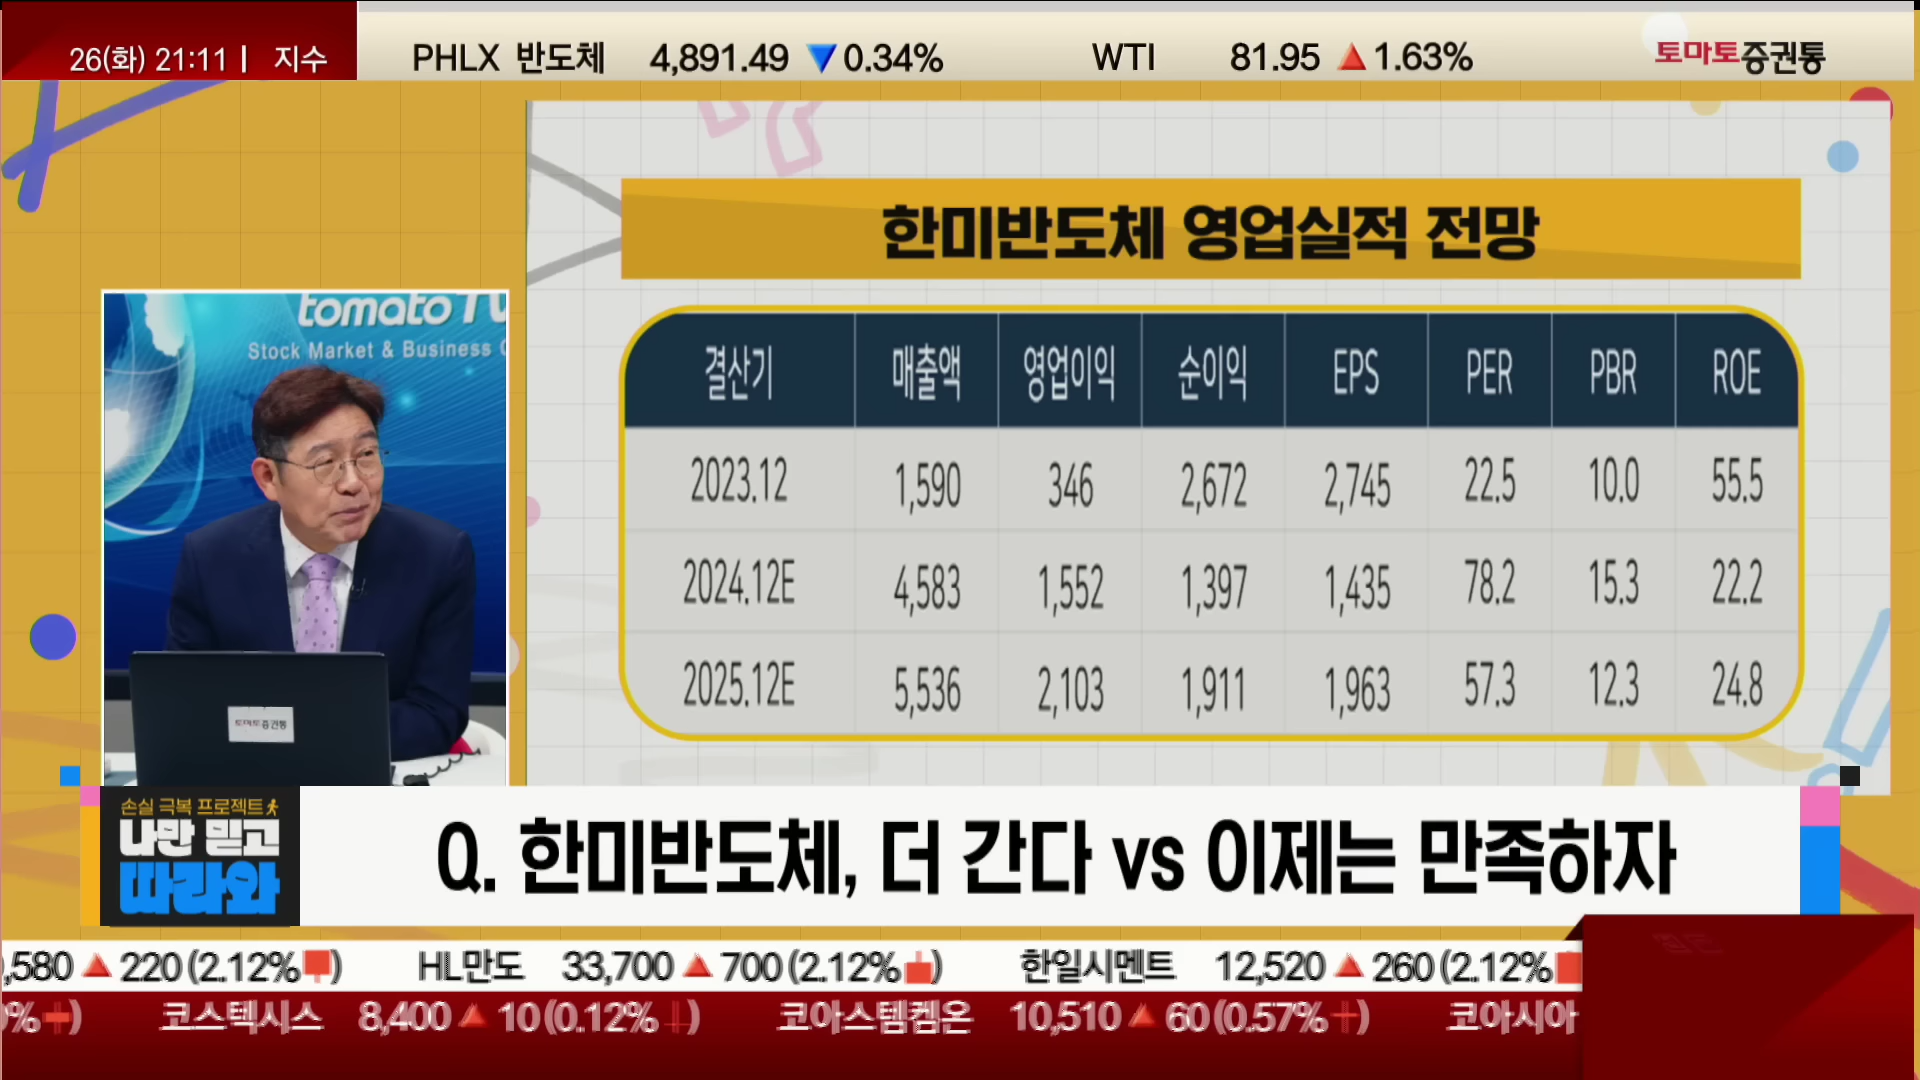 26(화) 21:11 | 지수 PHLX 반도체 4,891.49 ▼ 0.34% WTI 81.95 ▲ 1.63% 토마토증권통
한미반도체 영업실적 전망
tomato TV
Stock Market & Business
결산기 매출액 영업이익 순이익 EPS PER PBR ROE
2023.12 1,590 346 2,672 2,745 22.5 10.0 55.5
2024.12E 4,583 1,552 1,397 1,435 78.2 15.3 22.2
2025.12E 5,536 2,103 1,911 1,963 57.3 12.3 24.8
토마토증권통
손실 극복 프로젝트
나만 믿고
따라와
Q. 한미반도체, 더 간다 vs 이제는 만족하자
,580 ▲ 220 (2.12%) HL만도 33,700 ▲ 700 (2.12%) 한일시멘트 12,520 ▲ 260 (2.12%
%) 코스텍시스 8,400 ▲ 10 (0.12%) 코아스템켐온 10,510 ▲ 60 (0.57%) 코아시아